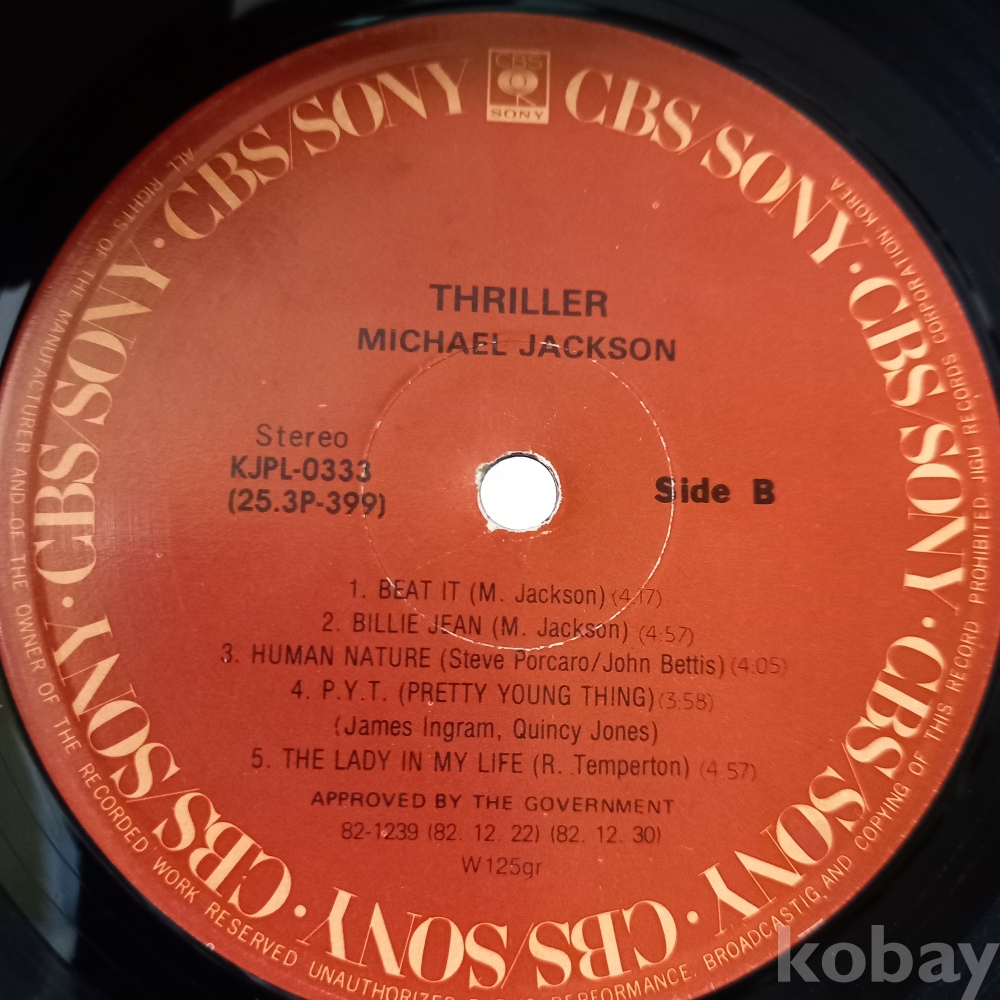 CBS
SONY
CBS/SONY · CBS/SONY · CBS/SONY · CBS/SONY · CBS/SONY · CBS/SONY · CBS/SONY · CBS/SONY · CBS/SONY · CBS/SONY
THRILLER
MICHAEL JACKSON
Stereo
KJPL-0333
(25.3P-399)
Side B
1. BEAT IT (M. Jackson) (4:17)
2. BILLIE JEAN (M. Jackson) (4:57)
3. HUMAN NATURE (Steve Porcaro/John Bettis) (4:05)
4. P.Y.T. (PRETTY YOUNG THING) (3:58)
(James Ingram, Quincy Jones)
5. THE LADY IN MY LIFE (R. Temperton) (4:57)
APPROVED BY THE GOVERNMENT
82-1239 (82. 12. 22) (82. 12. 30)
W125gr
ALL RIGHTS OF THE MANUFACTURER AND OF THE OWNER OF THE RECORDED WORK RESERVED UNAUTHORIZED PERFORMANCE, BROADCASTIG AND COPYING OF THIS RECORD PROHIBITED. JIGU RECORDS CORPORATION: KOREA
kobay